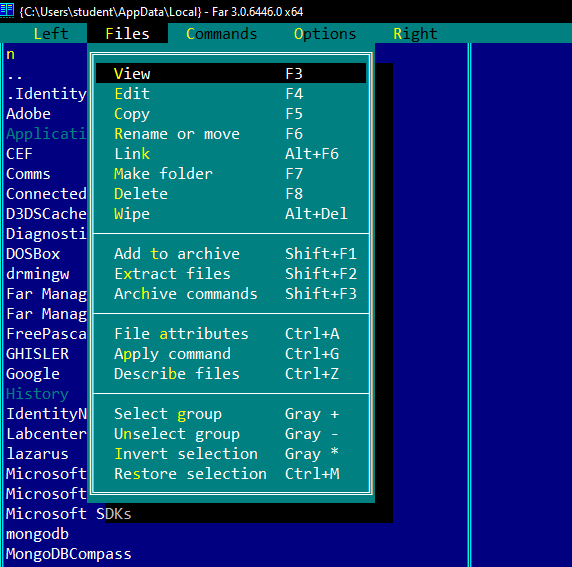 {C:\Users\student\AppData\Local} - Far 3.0.6446.0 x64
Left Files Commands Options Right
n
..
.Identity
Adobe
Applicati
CEF
Comms
Connected
D3DSCache
Diagnosti
DOSBox
drmingw
Far Manag
Far Manag
FreePasca
GHISLER
Google
History
IdentityN
Labcenter
lazarus
Microsoft
Microsoft
Microsoft SDKs
mongodb
MongoDBCompass
View F3
Edit F4
Copy F5
Rename or move F6
Link Alt+F6
Make folder F7
Delete F8
Wipe Alt+Del
Add to archive Shift+F1
Extract files Shift+F2
Archive commands Shift+F3
File attributes Ctrl+A
Apply command Ctrl+G
Describe files Ctrl+Z
Select group Gray +
Unselect group Gray -
Invert selection Gray *
Restore selection Ctrl+M